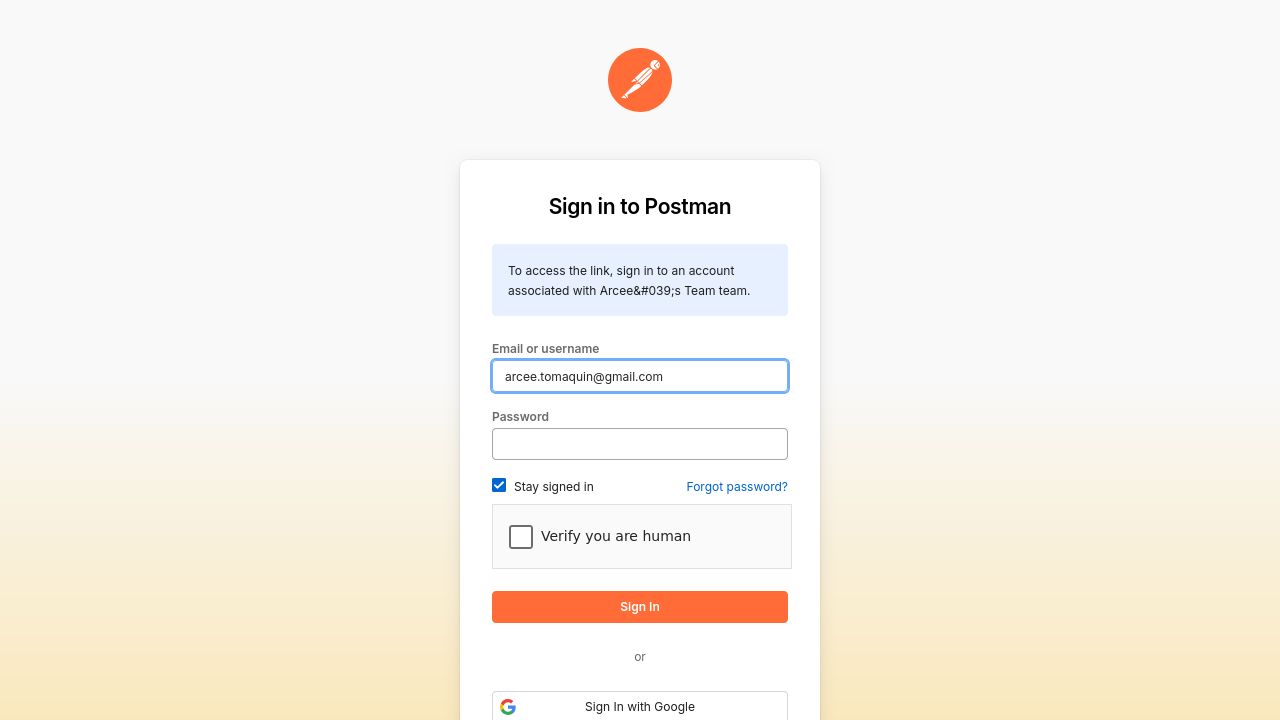 Sign in to Postman
To access the link, sign in to an account
associated with Arcee&#039;s Team team.
Email or username
arcee.tomaquin@gmail.com
Password
Stay signed in
Forgot password?
Verify you are human
Sign In
or
Sign In with Google